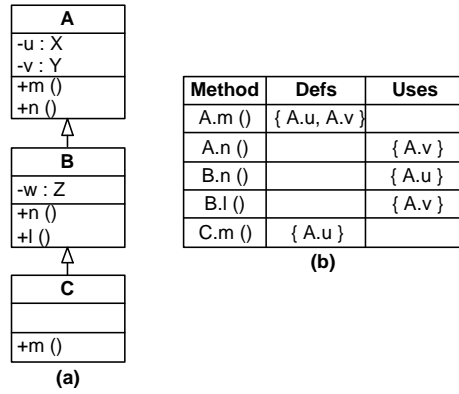 A
-u : X
-v : Y
+m ()
+n ()
B
-w : Z
+n ()
+l ()
C
+m ()
(a)
Method Defs Uses
A.m () { A.u, A.v }
A.n () { A.v }
B.n () { A.u }
B.l () { A.v }
C.m () { A.u }
(b)